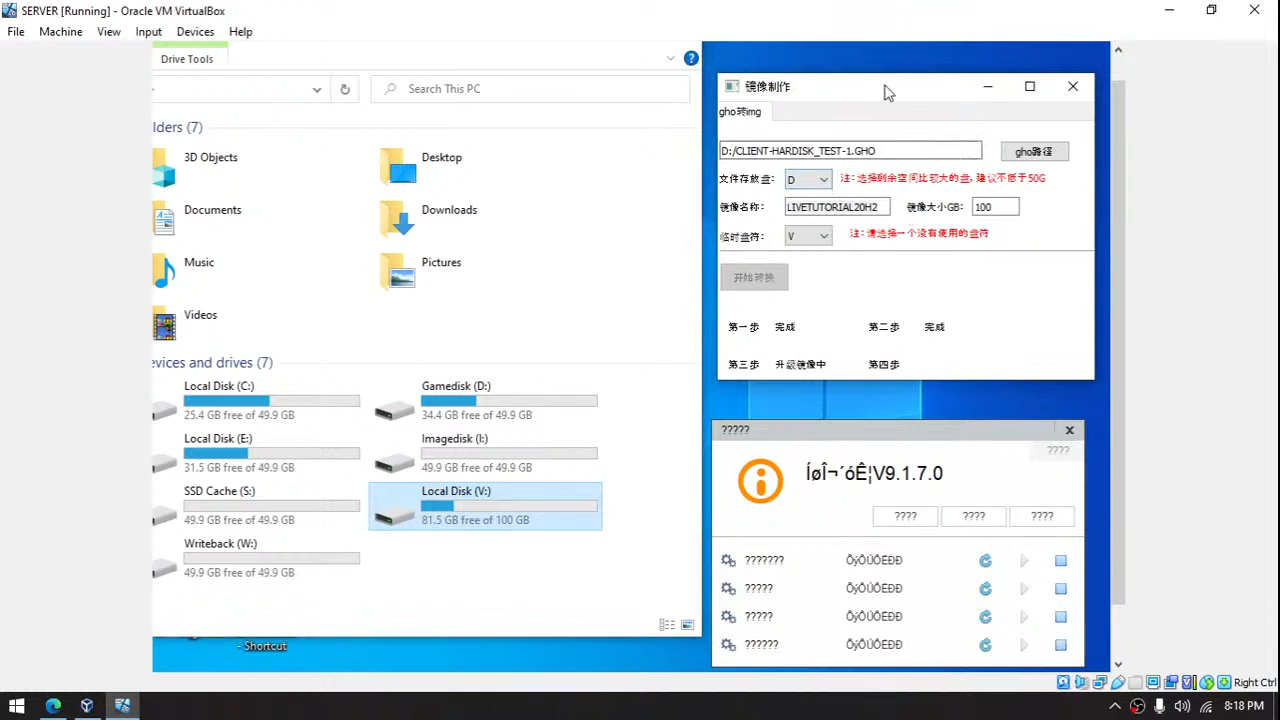 SERVER [Running] - Oracle VM VirtualBox
File Machine View Input Devices Help
Drive Tools
Search This PC
lders (7)
3D Objects
Desktop
Documents
Downloads
Music
Pictures
Videos
evices and drives (7)
Local Disk (C:)
25.4 GB free of 49.9 GB
Gamedisk (D:)
34.4 GB free of 49.9 GB
Local Disk (E:)
31.5 GB free of 49.9 GB
Imagedisk (I:)
49.9 GB free of 49.9 GB
SSD Cache (S:)
49.9 GB free of 49.9 GB
Local Disk (V:)
81.5 GB free of 100 GB
Writeback (W:)
49.9 GB free of 49.9 GB
- Shortcut
镜像制作
gho转img
D:/CLIENT-HARDISK_TEST-1.GHO gho路径
文件存放盘: D 注:选择剩余空间比较大的盘,建议不低于50G
镜像名称: LIVETUTORIAL20H2 镜像大小GB: 100
临时盘符: V 注:请选择一个没有使用的盘符
开始转换
第一步 完成 第二步 完成
第三步 升级镜像中 第四步
?????
????
ÍøÎ¬´óÊ¦V9.1.7.0
???? ???? ????
??????? ÕýÔÚÔËÐÐ
????? ÕýÔÚÔËÐÐ
????? ÕýÔÚÔËÐÐ
?????? ÕýÔÚÔËÐÐ
Right Ctrl
8:18 PM